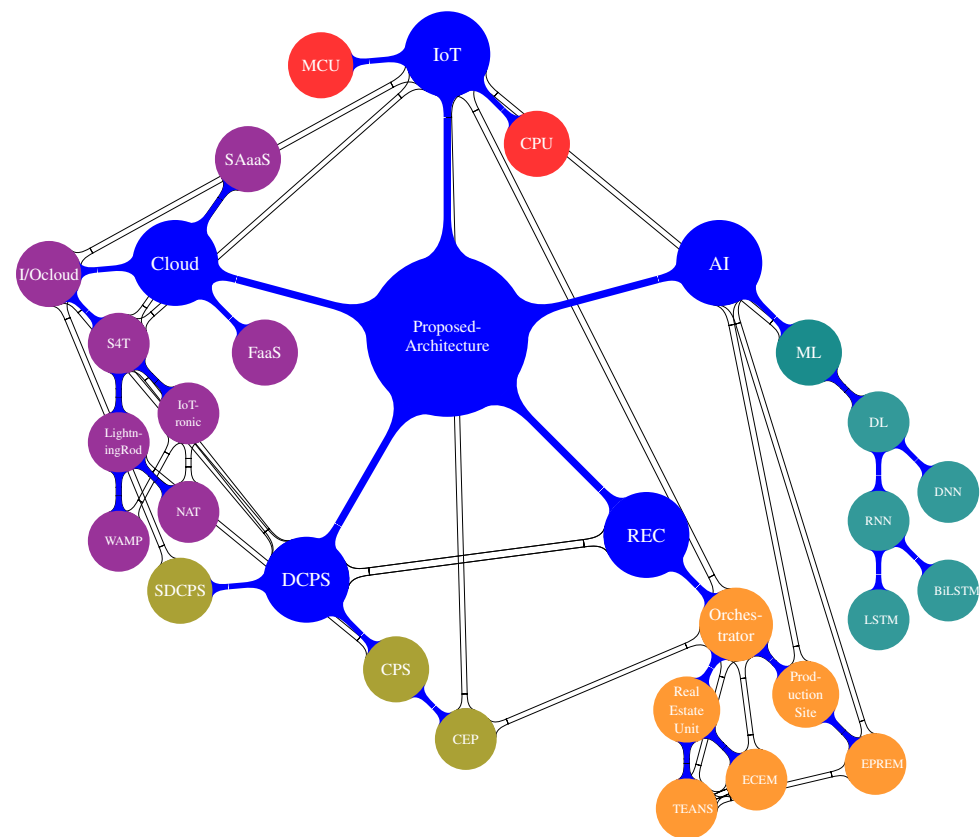 IoT
MCU
CPU
SAaaS
Cloud
AI
I/Ocloud
Proposed-
Architecture
S4T
FaaS
ML
IoT-
ronic
DL
Lightn-
ingRod
DNN
NAT
RNN
WAMP
REC
DCPS
SDCPS
BiLSTM
LSTM
Orches-
trator
CPS
Prod-
uction
Site
Real
Estate
Unit
CEP
EPREM
ECEM
TEANS